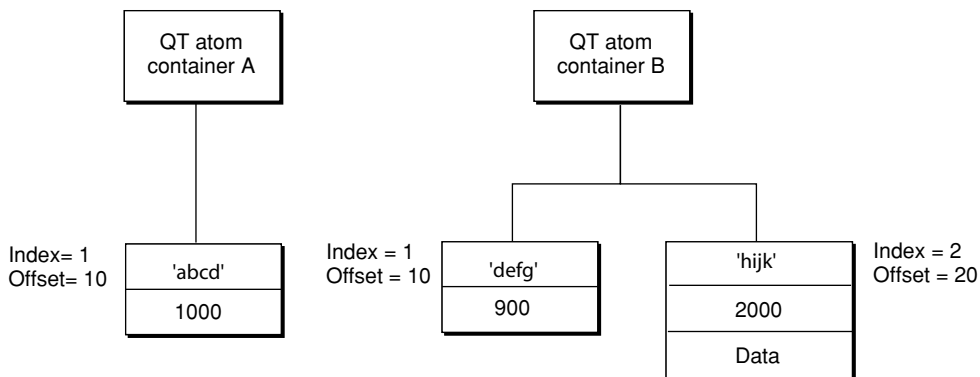 QT atom
container A
QT atom
container B
Index= 1
Offset= 10
'abcd'
1000
Index = 1
Offset = 10
'defg'
900
'hijk'
2000
Data
Index = 2
Offset = 20